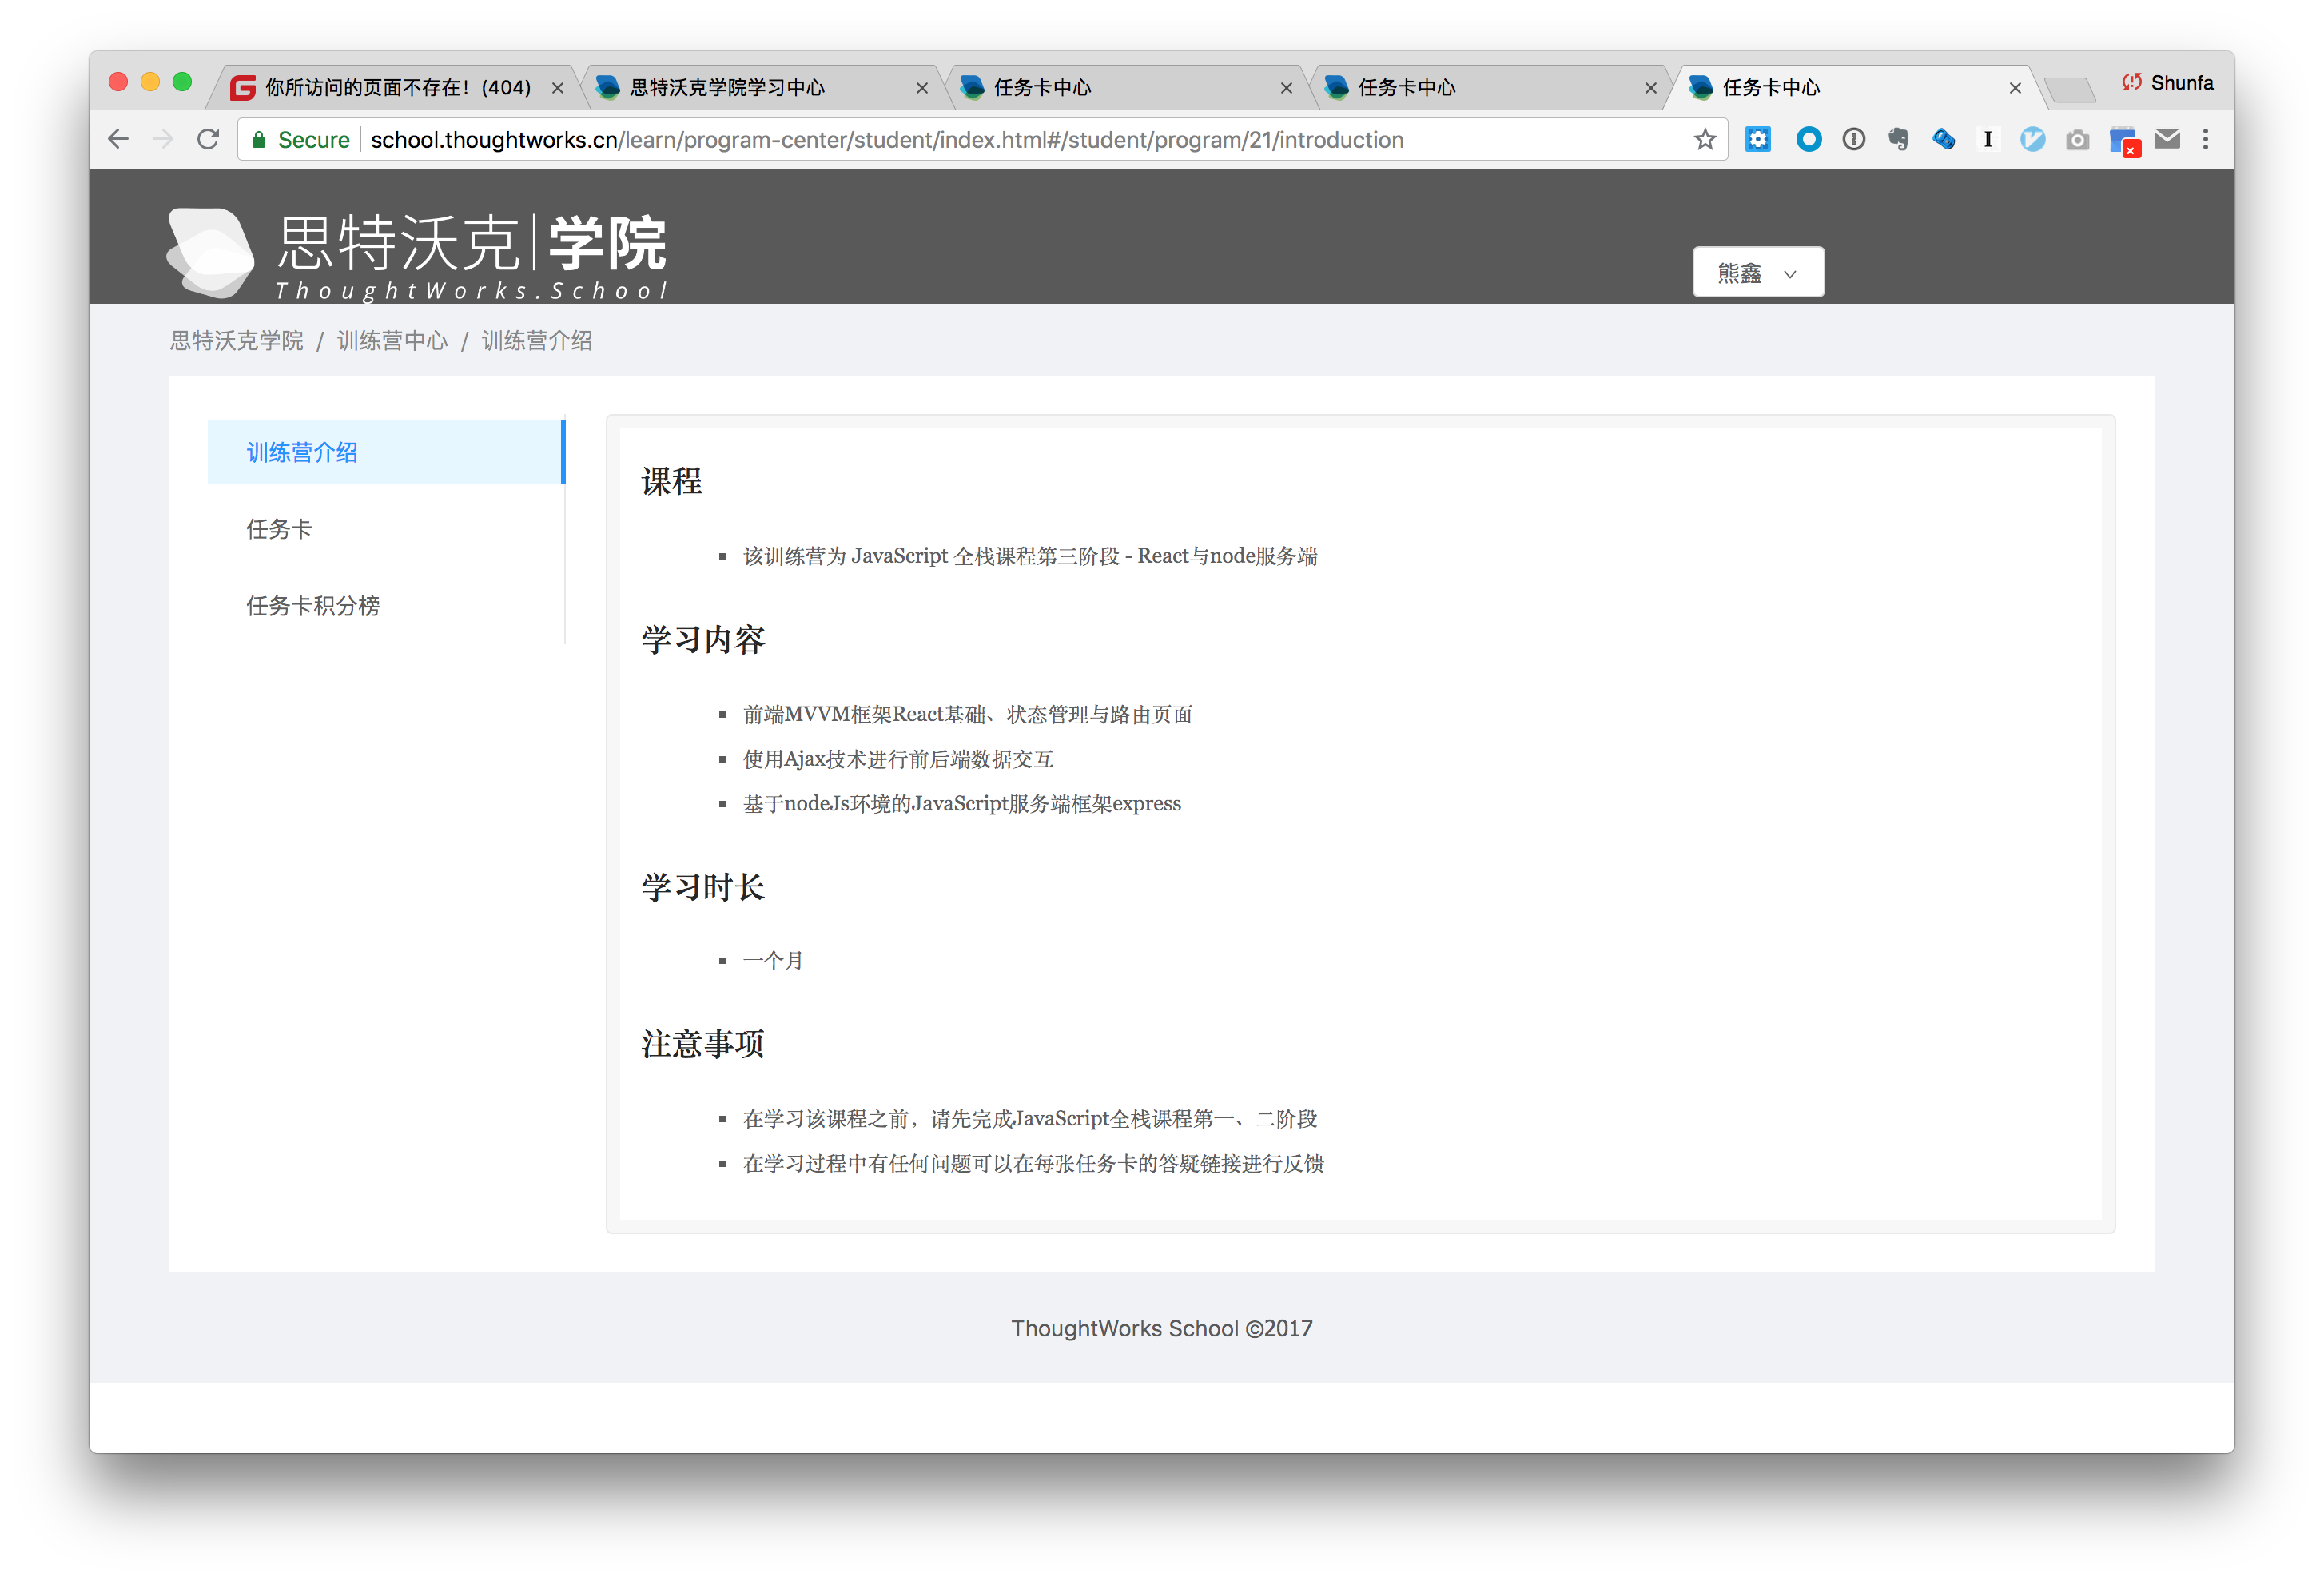 你所访问的页面不存在！(404)
思特沃克学院学习中心
任务卡中心
任务卡中心
任务卡中心
Shunfa
Secure
school.thoughtworks.cn/learn/program-center/student/index.html#/student/program/21/introduction
思特沃克|学院
ThoughtWorks.School
熊鑫
思特沃克学院 / 训练营中心 / 训练营介绍
训练营介绍
任务卡
任务卡积分榜
课程
该训练营为 JavaScript 全栈课程第三阶段 - React与node服务端
学习内容
前端MVVM框架React基础、状态管理与路由页面
使用Ajax技术进行前后端数据交互
基于nodeJs环境的JavaScript服务端框架express
学习时长
一个月
注意事项
在学习该课程之前，请先完成JavaScript全栈课程第一、二阶段
在学习过程中有任何问题可以在每张任务卡的答疑链接进行反馈
ThoughtWorks School ©2017